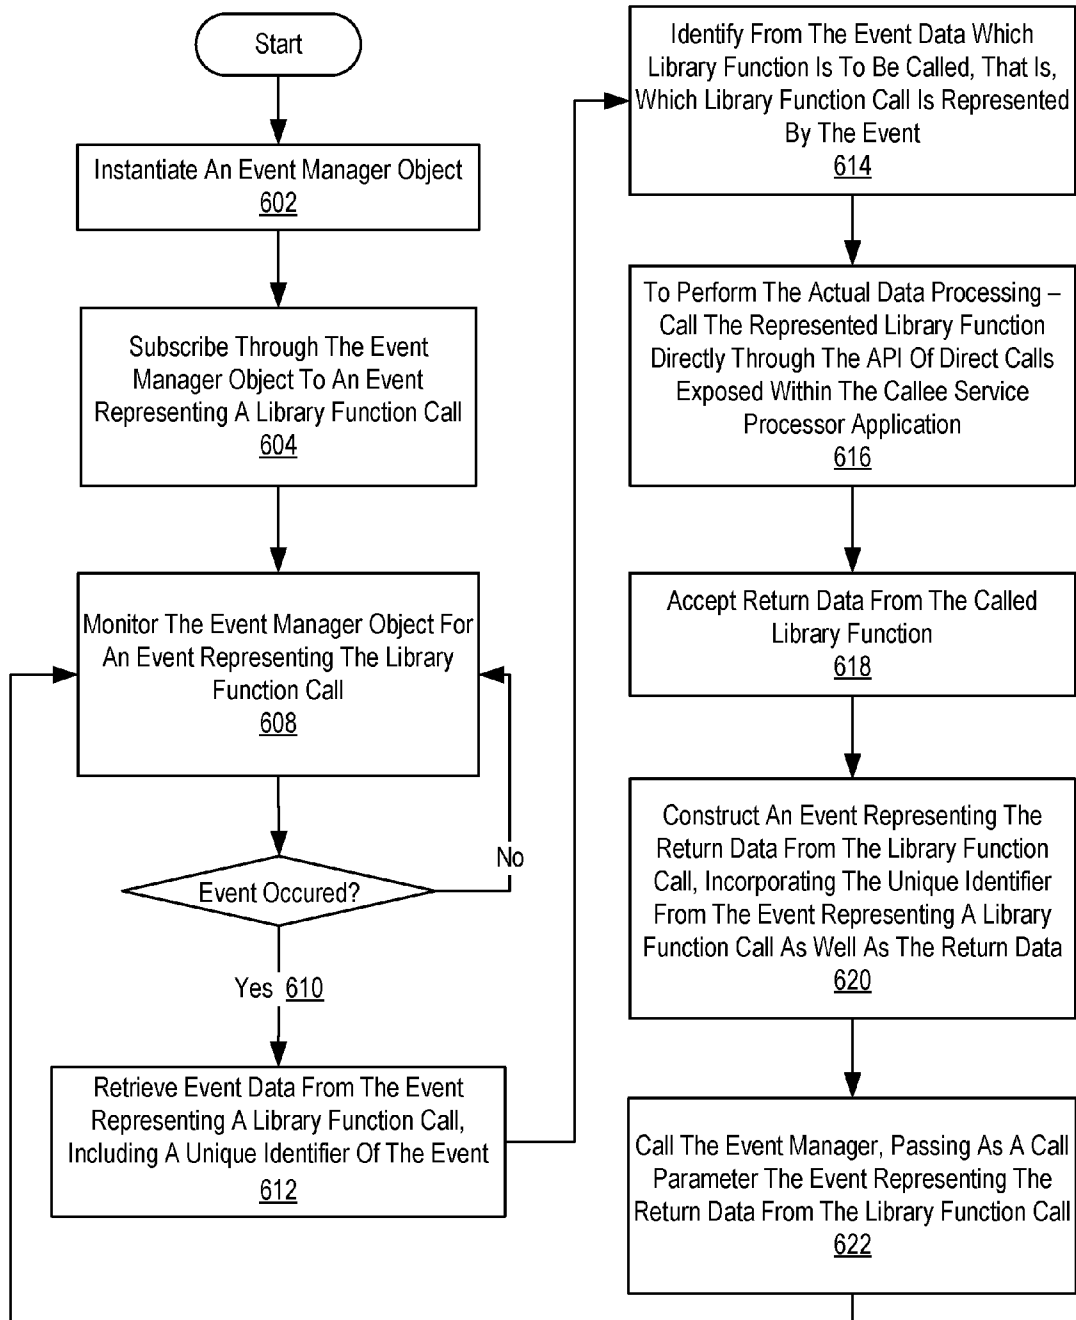 Start
Instantiate An Event Manager Object
602
Subscribe Through The Event
Manager Object To An Event
Representing A Library Function Call
604
Monitor The Event Manager Object For
An Event Representing The Library
Function Call
608
Event Occured?
No
Yes 610
Retrieve Event Data From The Event
Representing A Library Function Call,
Including A Unique Identifier Of The Event
612
Identify From The Event Data Which
Library Function Is To Be Called, That Is,
Which Library Function Call Is Represented
By The Event
614
To Perform The Actual Data Processing –
Call The Represented Library Function
Directly Through The API Of Direct Calls
Exposed Within The Callee Service
Processor Application
616
Accept Return Data From The Called
Library Function
618
Construct An Event Representing The
Return Data From The Library Function
Call, Incorporating The Unique Identifier
From The Event Representing A Library
Function Call As Well As The Return Data
620
Call The Event Manager, Passing As A Call
Parameter The Event Representing The
Return Data From The Library Function Call
622